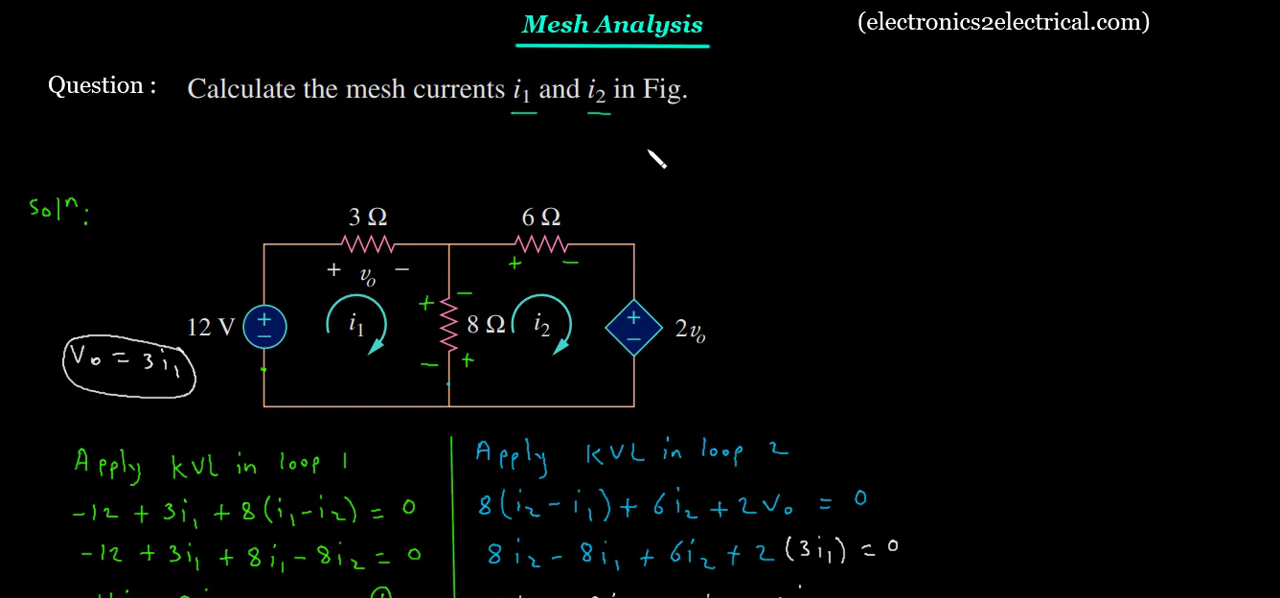 Mesh Analysis
(electronics2electrical.com)
Question : Calculate the mesh currents i₁ and i₂ in Fig.
Solⁿ:
3 Ω
6 Ω
+ vₒ −
+ −
+ −
12 V
+ −
i₁
8 Ω
i₂
+ −
2vₒ
− +
Vₒ = 3i₁
Apply KVL in loop 1
-12 + 3i₁ + 8(i₁-i₂) = 0
-12 + 3i₁ + 8i₁ - 8i₂ = 0
Apply KVL in loop 2
8(i₂ - i₁) + 6i₂ + 2Vₒ = 0
8i₂ - 8i₁ + 6i₂ + 2(3i₁) = 0